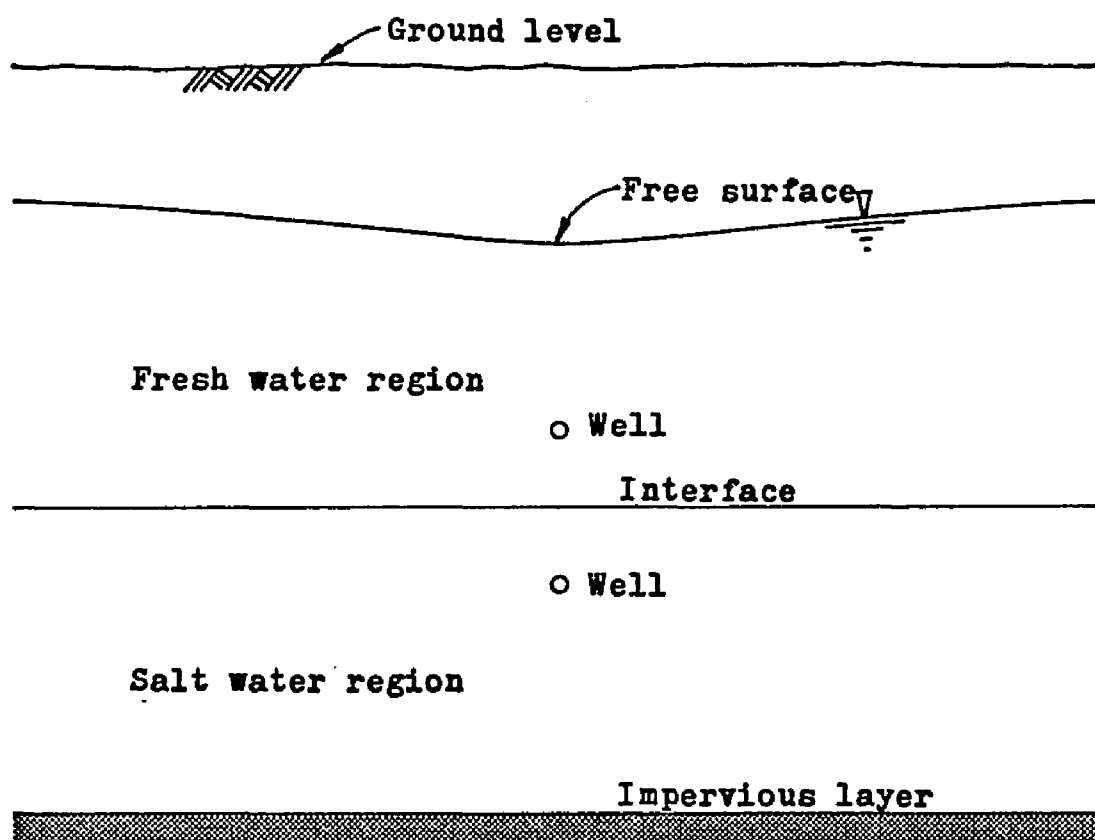 Ground level
Free surface
Fresh water region
Well
Interface
Well
Salt water region
Impervious layer